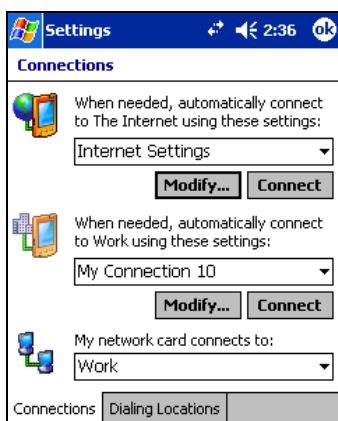 Settings 2:36 ok
Connections
When needed, automatically connect
to The Internet using these settings:
Internet Settings
Modify... Connect
When needed, automatically connect
to Work using these settings:
My Connection 10
Modify... Connect
My network card connects to:
Work
Connections Dialing Locations